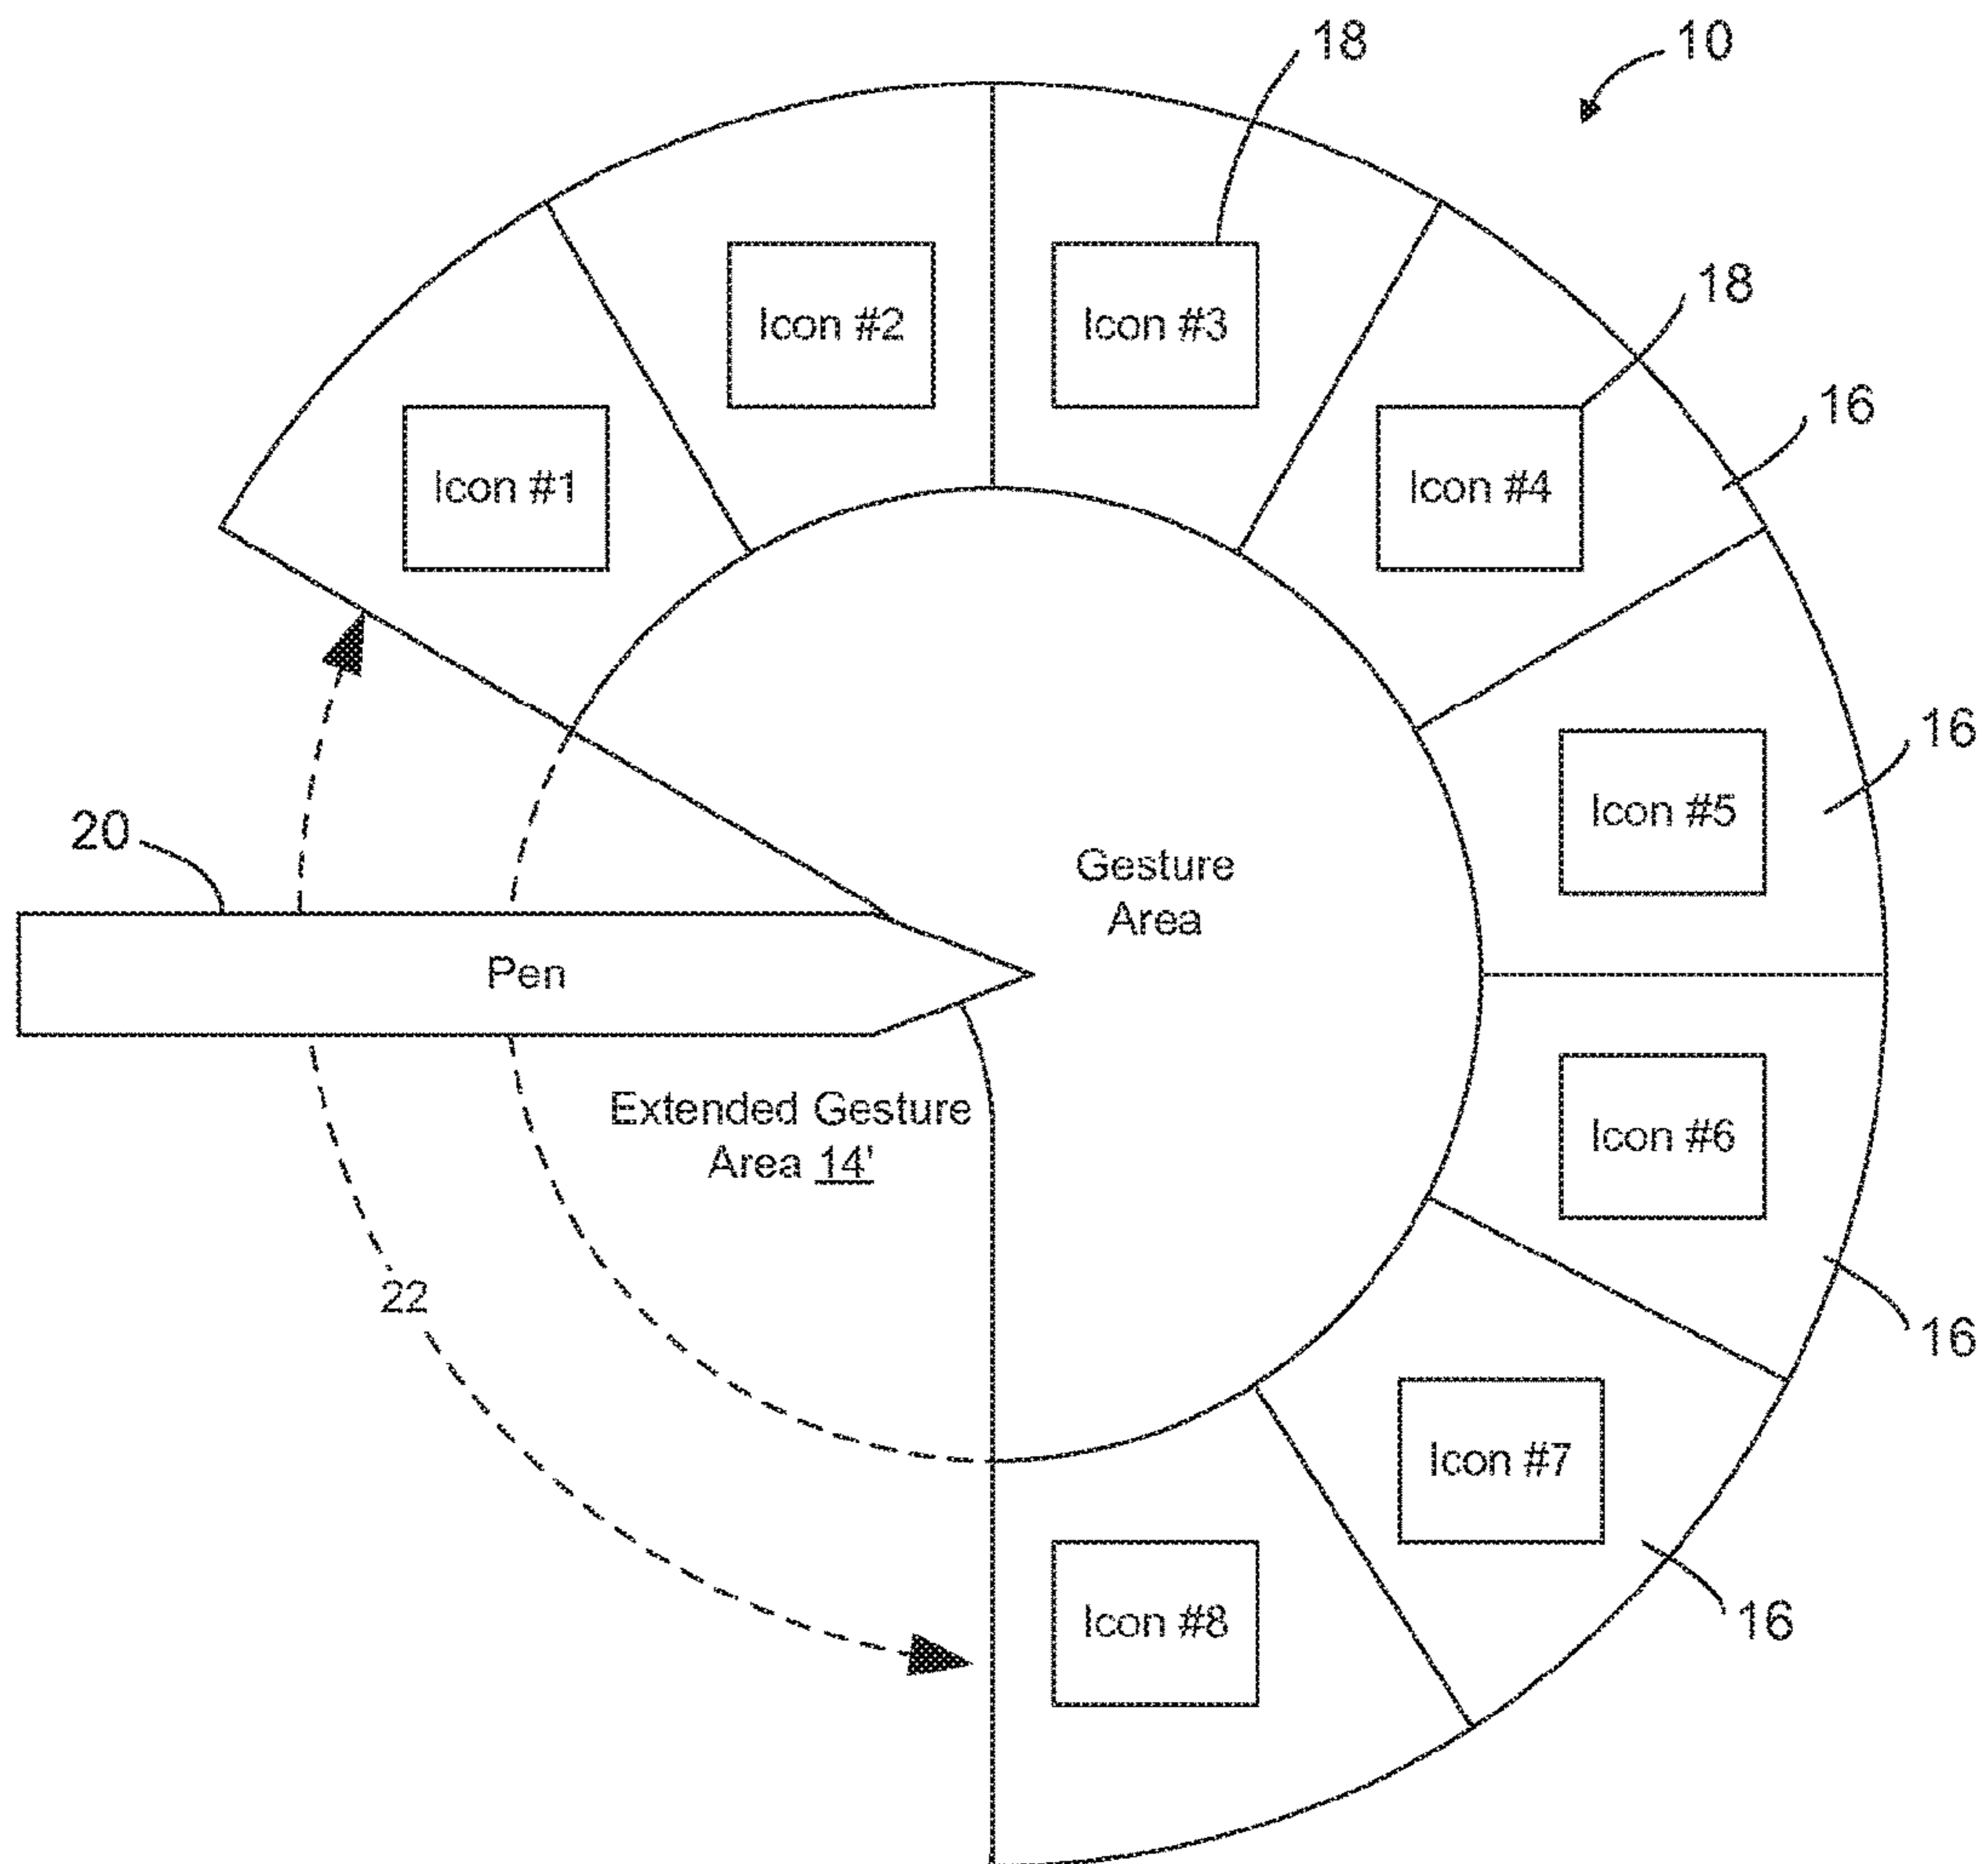 18
10
Icon #2
Icon #3
18
Icon #1
Icon #4
16
16
20
Icon #5
Gesture
Area
Pen
Extended Gesture
Area 14'
Icon #6
22
16
Icon #7
Icon #8
16